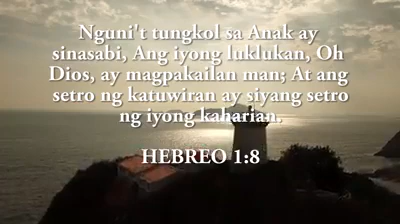 Nguni't tungkol sa Anak ay
sinasabi, Ang iyong luklukan, Oh
Dios, ay magpakailan man; At ang
setro ng katuwiran ay siyang setro
ng iyong kaharian.
HEBREO 1:8